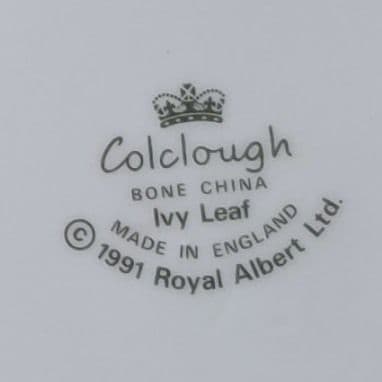 Colclough
BONE CHINA
Ivy Leaf
MADE IN ENGLAND
© 1991 Royal Albert Ltd.